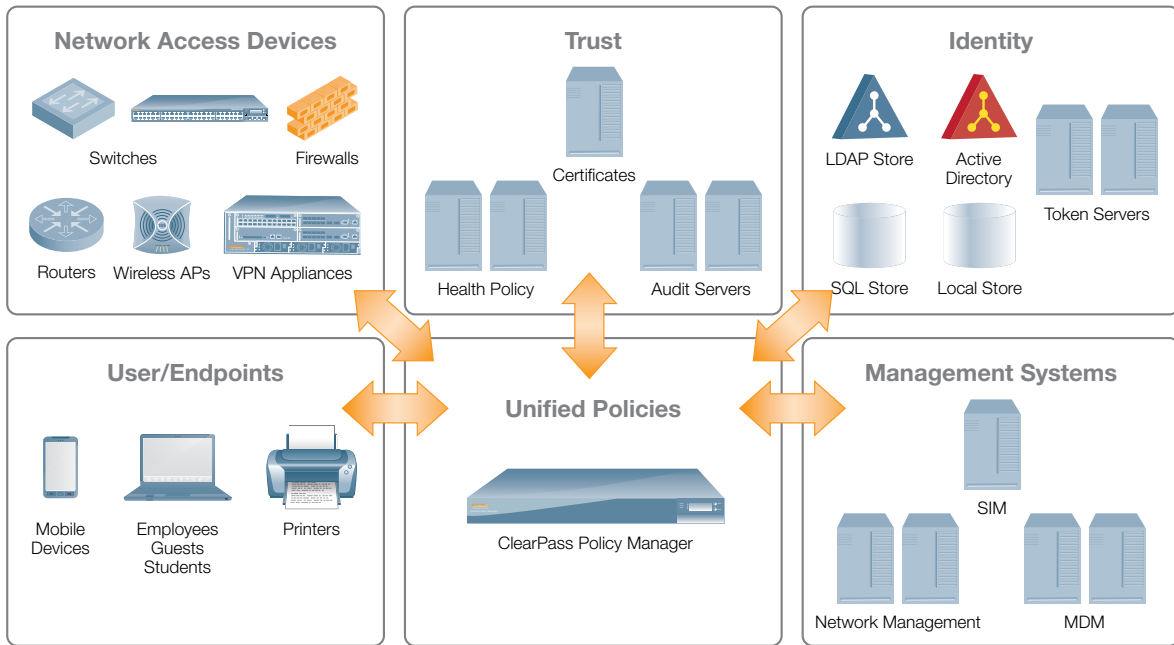 Network Access Devices
Switches
Firewalls
Routers
Wireless APs
VPN Appliances
Trust
Certificates
Health Policy
Audit Servers
Identity
LDAP Store
Active
Directory
Token Servers
SQL Store
Local Store
User/Endpoints
Mobile
Devices
Employees
Guests
Students
Printers
Unified Policies
ClearPass Policy Manager
Management Systems
SIM
Network Management
MDM